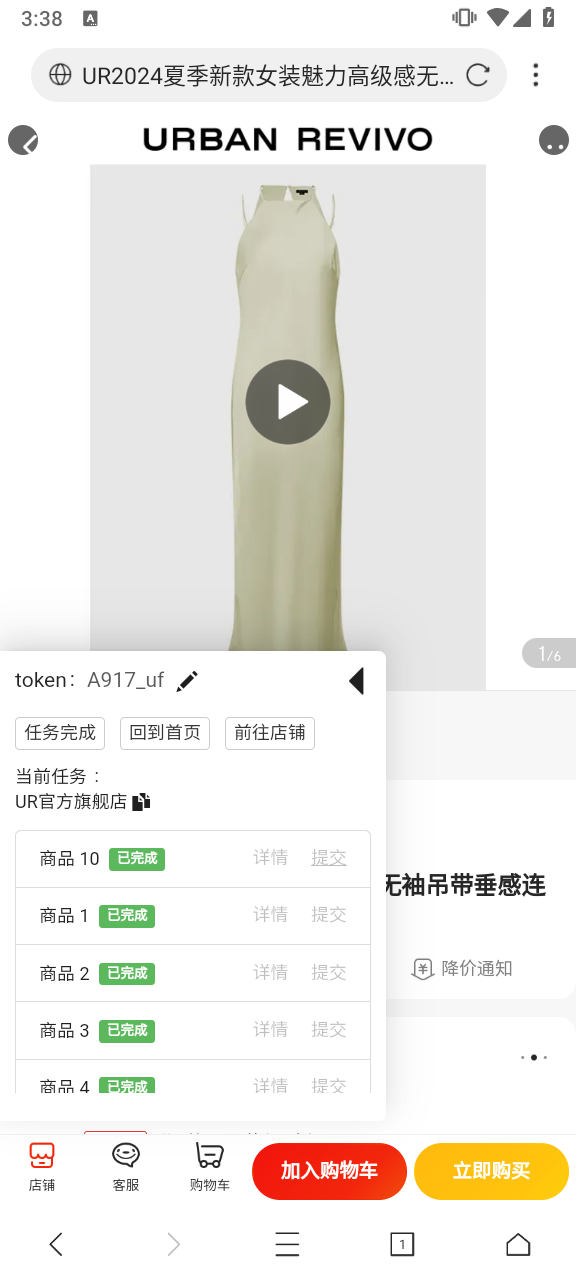 3:38
A
UR2024夏季新款女装魅力高级感无...
URBAN REVIVO
1/6
token： A917_uf
任务完成 回到首页 前往店铺
当前任务：
UR官方旗舰店
商品 10 已完成 详情 提交
商品 1 已完成 详情 提交
商品 2 已完成 详情 提交
无袖吊带垂感连
降价通知
商品 3 已完成 详情 提交
商品 4 已完成 详情 提交
店铺 客服 购物车 加入购物车 立即购买
1